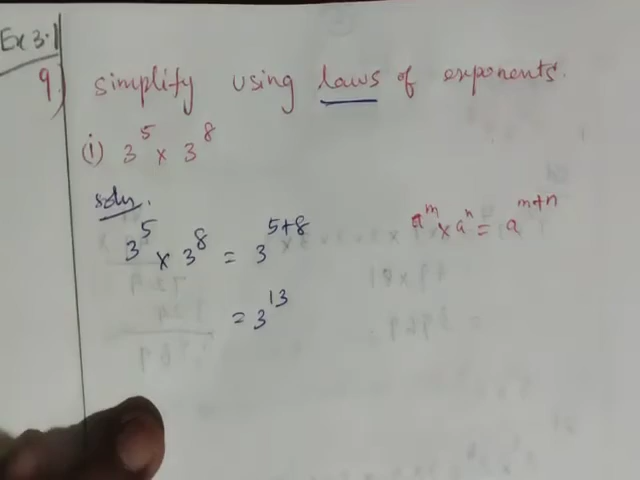 Ex 3.1
9) simplify using laws of exponents.
(i) 3^5 x 3^8
soln.
3^5 x 3^8 = 3^{5+8} a^m x a^n = a^{m+n}
= 3^{13}